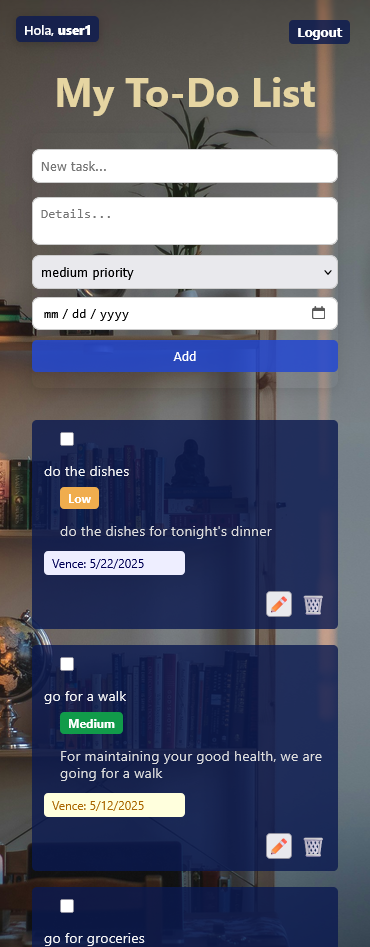 Hola, user1
Logout
My To-Do List
New task...
Details...
medium priority
mm / dd / yyyy
Add
do the dishes
Low
do the dishes for tonight's dinner
Vence: 5/22/2025
go for a walk
Medium
For maintaining your good health, we are
going for a walk
Vence: 5/12/2025
go for groceries